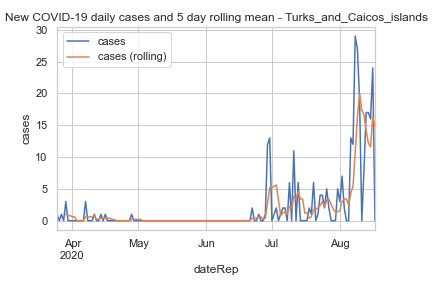 New COVID-19 daily cases and 5 day rolling mean - Turks_and_Caicos_islands
30
25
20
15
10
5
0
cases
cases
cases (rolling)
Apr
2020
May
Jun
Jul
Aug
dateRep